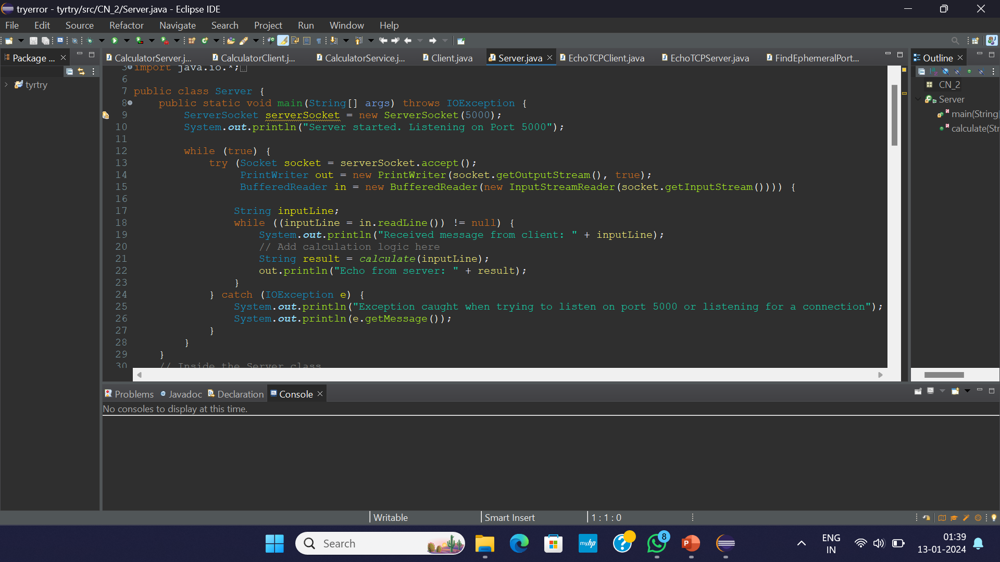 tryerror - tyrtry/src/CN_2/Server.java - Eclipse IDE
File Edit Source Refactor Navigate Search Project Run Window Help
Package ...
CalculatorServer.j... CalculatorClient.j... CalculatorService.j... Client.java Server.java EchoTCPClient.java EchoTCPServer.java FindEphemeralPort...
Outline
tyrtry
CN_2
Server
main(String
calculate(Str
3 import java.io.*;
6
7 public class Server {
8     public static void main(String[] args) throws IOException {
9         ServerSocket serverSocket = new ServerSocket(5000);
10         System.out.println("Server started. Listening on Port 5000");
11
12         while (true) {
13             try (Socket socket = serverSocket.accept();
14                  PrintWriter out = new PrintWriter(socket.getOutputStream(), true);
15                  BufferedReader in = new BufferedReader(new InputStreamReader(socket.getInputStream()))) {
16
17                 String inputLine;
18                 while ((inputLine = in.readLine()) != null) {
19                     System.out.println("Received message from client: " + inputLine);
20                     // Add calculation logic here
21                     String result = calculate(inputLine);
22                     out.println("Echo from server: " + result);
23                 }
24             } catch (IOException e) {
25                 System.out.println("Exception caught when trying to listen on port 5000 or listening for a connection");
26                 System.out.println(e.getMessage());
27             }
28         }
29     }
30     // Inside the Server class
Problems Javadoc Declaration Console
No consoles to display at this time.
Writable Smart Insert 1 : 1 : 0
Search
myhp
8
P
ENG
IN
01:39
13-01-2024